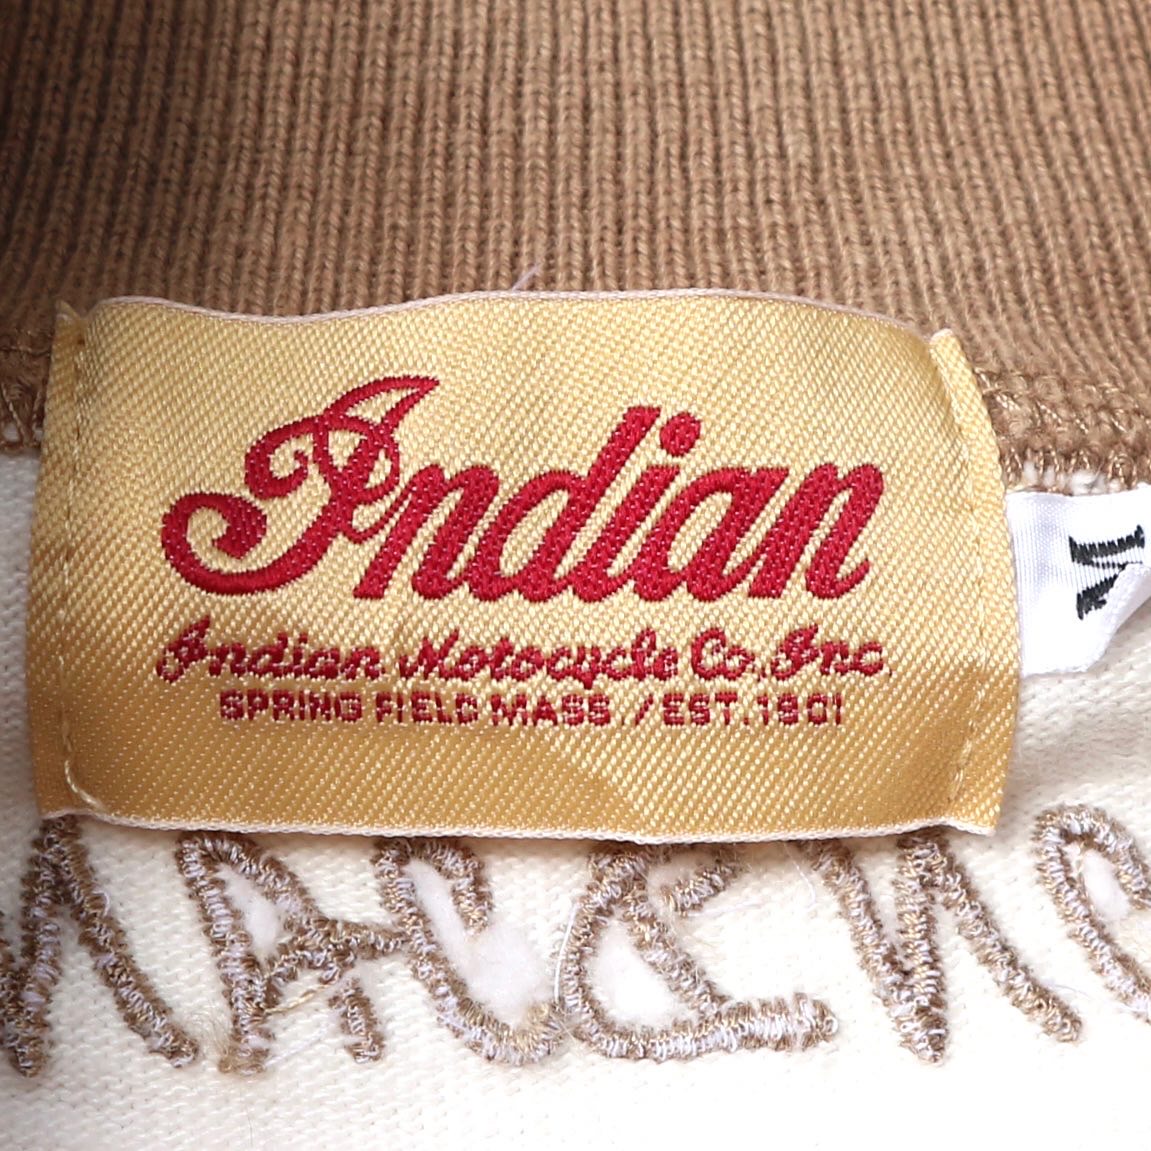 Indian
Indian Motocycle Co., Inc.
SPRING FIELD MASS. / EST. 1901
M